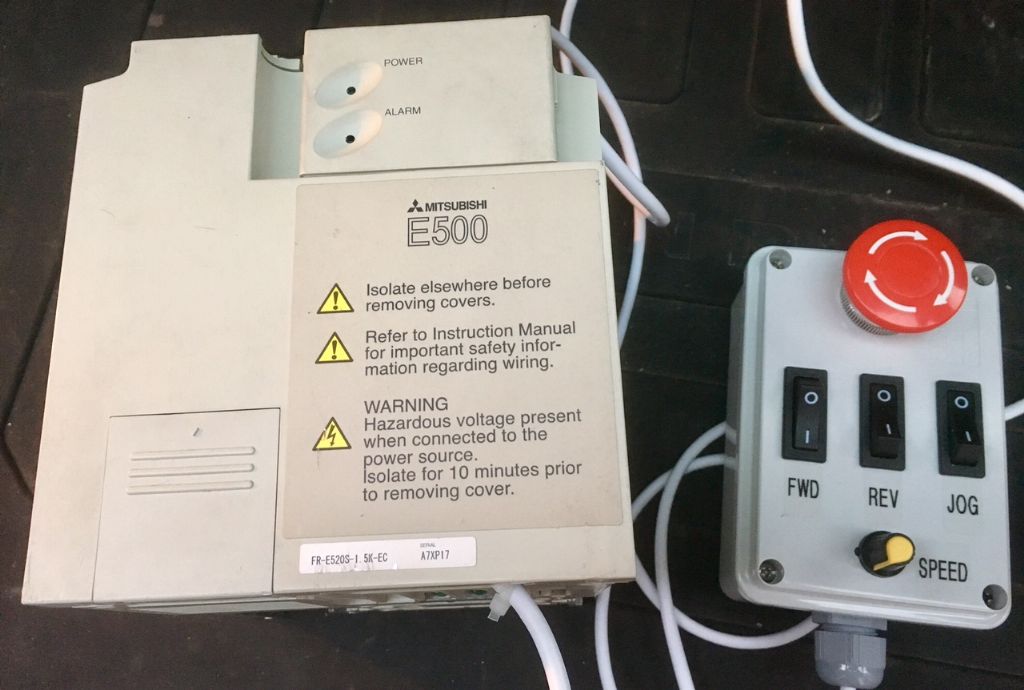 POWER
ALARM
MITSUBISHI
E500
Isolate elsewhere before
removing covers.
Refer to Instruction Manual
for important safety infor-
mation regarding wiring.
WARNING
Hazardous voltage present
when connected to the
power source.
Isolate for 10 minutes prior
to removing cover.
FR-E520S-1.5K-EC
SERIAL
A7XP17
FWD
REV
JOG
SPEED